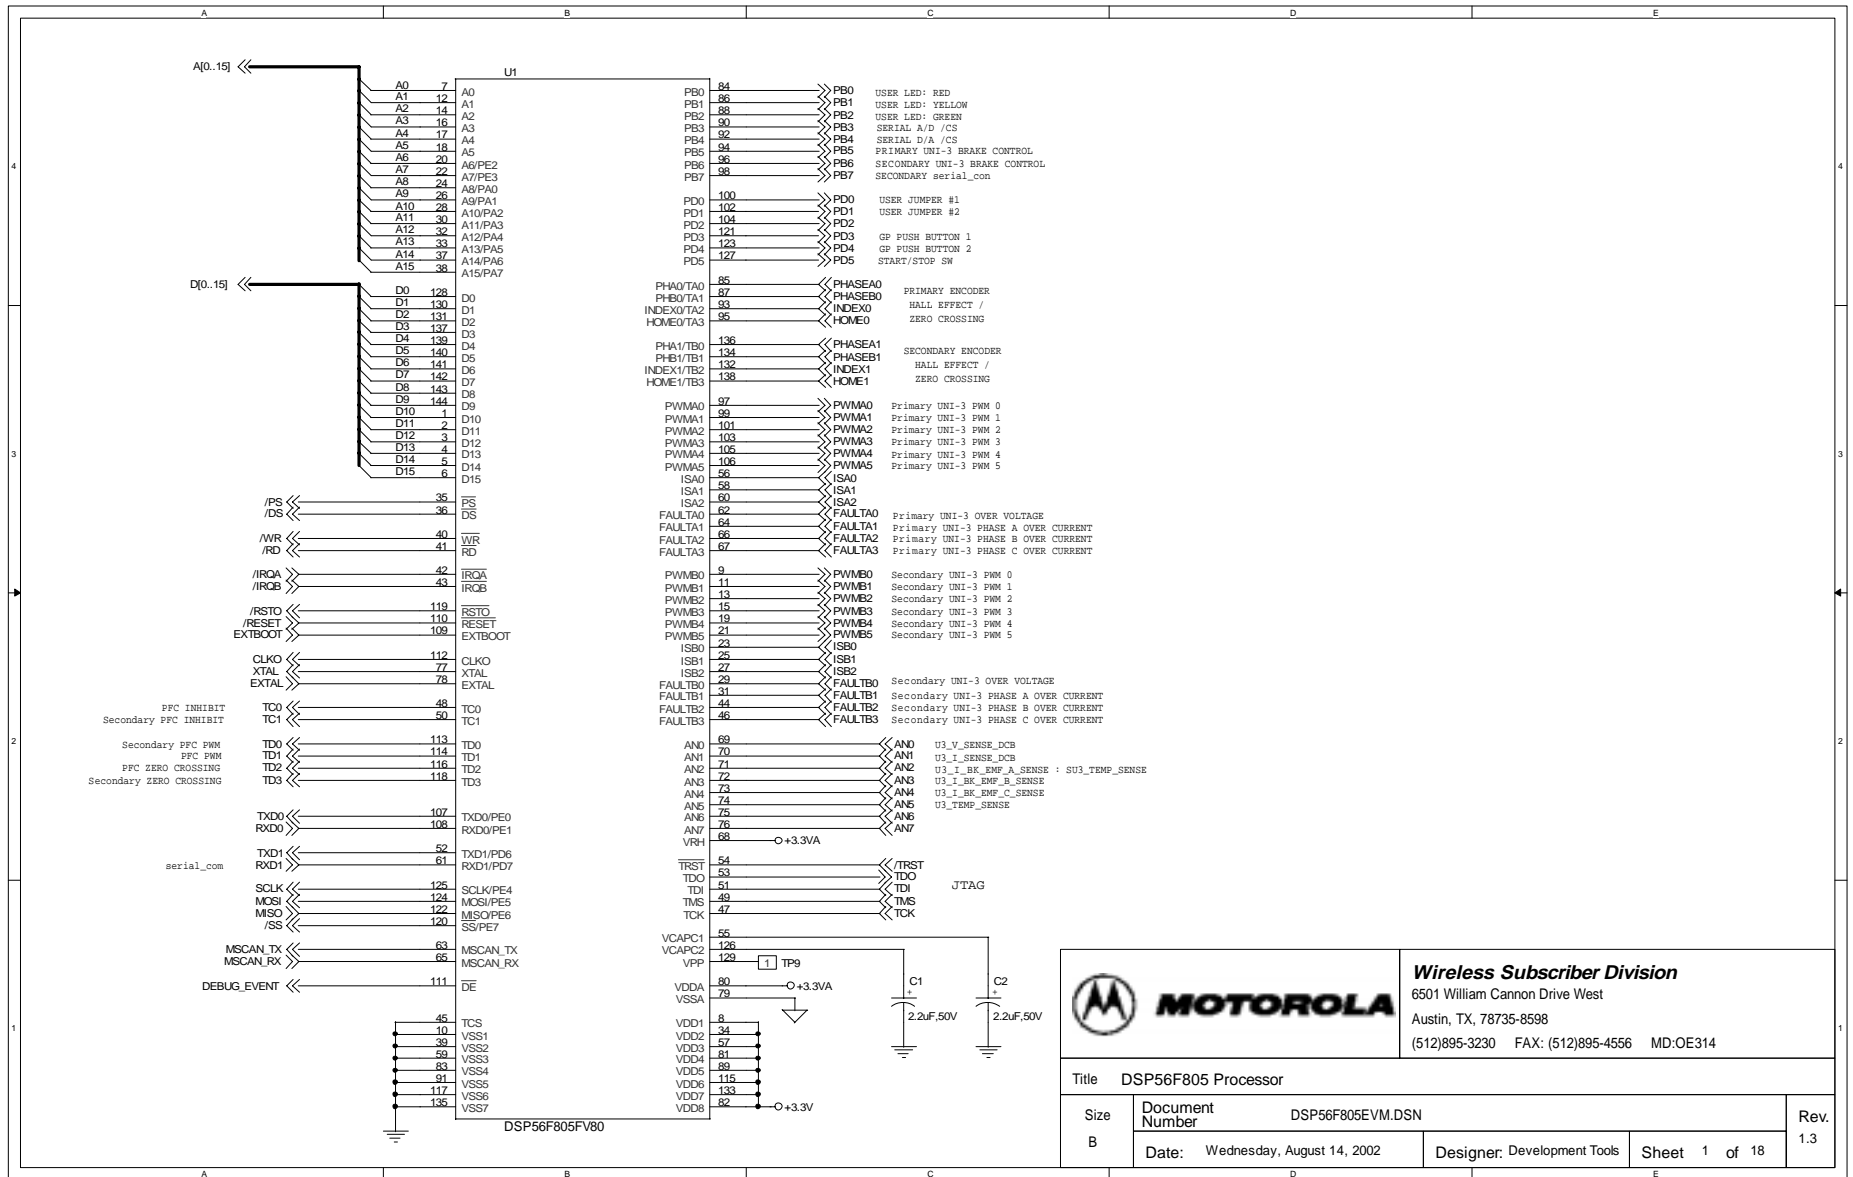 A B C D E
A[0..15]
U1
A0 7 A0 84 PB0 PB0 USER LED: RED
A1 12 A1 86 PB1 PB1 USER LED: YELLOW
A2 14 A2 88 PB2 PB2 USER LED: GREEN
A3 16 A3 90 PB3 PB3 SERIAL A/D /CS
A4 17 A4 92 PB4 PB4 SERIAL D/A /CS
A5 18 A5 94 PB5 PB5 PRIMARY UNI-3 BRAKE CONTROL
A6 20 A6/PE2 96 PB6 PB6 SECONDARY UNI-3 BRAKE CONTROL
A7 22 A7/PE3 98 PB7 PB7 SECONDARY serial_con
A8 24 A8/PA0
A9 26 A9/PA1 100 PD0 PD0 USER JUMPER #1
A10 28 A10/PA2 102 PD1 PD1 USER JUMPER #2
A11 30 A11/PA3 104 PD2 PD2
A12 32 A12/PA4 121 PD3 PD3 GP PUSH BUTTON 1
A13 33 A13/PA5 123 PD4 PD4 GP PUSH BUTTON 2
A14 37 A14/PA6 127 PD5 PD5 START/STOP SW
A15 38 A15/PA7
D[0..15]
D0 128 D0 85 PHA0/TA0 PHASEA0 PRIMARY ENCODER
D1 130 D1 87 PHB0/TA1 PHASEB0 HALL EFFECT /
D2 131 D2 93 INDEX0/TA2 INDEX0 ZERO CROSSING
D3 137 D3 95 HOME0/TA3 HOME0
D4 139 D4 136 PHA1/TB0 PHASEA1 SECONDARY ENCODER
D5 140 D5 134 PHB1/TB1 PHASEB1 HALL EFFECT /
D6 141 D6 132 INDEX1/TB2 INDEX1 ZERO CROSSING
D7 142 D7 138 HOME1/TB3 HOME1
D8 143 D8
D9 144 D9 97 PWMA0 PWMA0 Primary UNI-3 PWM 0
D10 1 D10 99 PWMA1 PWMA1 Primary UNI-3 PWM 1
D11 2 D11 101 PWMA2 PWMA2 Primary UNI-3 PWM 2
D12 3 D12 103 PWMA3 PWMA3 Primary UNI-3 PWM 3
D13 4 D13 105 PWMA4 PWMA4 Primary UNI-3 PWM 4
D14 5 D14 106 PWMA5 PWMA5 Primary UNI-3 PWM 5
D15 6 D15 56 ISA0 ISA0
58 ISA1 ISA1
/PS 35 PS 60 ISA2 ISA2
/DS 36 DS 62 FAULTA0 FAULTA0 Primary UNI-3 OVER VOLTAGE
64 FAULTA1 FAULTA1 Primary UNI-3 PHASE A OVER CURRENT
/WR 40 WR 66 FAULTA2 FAULTA2 Primary UNI-3 PHASE B OVER CURRENT
/RD 41 RD 67 FAULTA3 FAULTA3 Primary UNI-3 PHASE C OVER CURRENT
/IRQA 42 IRQA 9 PWMB0 PWMB0 Secondary UNI-3 PWM 0
/IRQB 43 IRQB 11 PWMB1 PWMB1 Secondary UNI-3 PWM 1
13 PWMB2 PWMB2 Secondary UNI-3 PWM 2
/RSTO 119 RSTO 15 PWMB3 PWMB3 Secondary UNI-3 PWM 3
/RESET 110 RESET 19 PWMB4 PWMB4 Secondary UNI-3 PWM 4
EXTBOOT 109 EXTBOOT 21 PWMB5 PWMB5 Secondary UNI-3 PWM 5
23 ISB0 ISB0
CLKO 112 CLKO 25 ISB1 ISB1
XTAL 77 XTAL 27 ISB2 ISB2
EXTAL 78 EXTAL 29 FAULTB0 FAULTB0 Secondary UNI-3 OVER VOLTAGE
31 FAULTB1 FAULTB1 Secondary UNI-3 PHASE A OVER CURRENT
PFC INHIBIT TC0 48 TC0 44 FAULTB2 FAULTB2 Secondary UNI-3 PHASE B OVER CURRENT
Secondary PFC INHIBIT TC1 50 TC1 46 FAULTB3 FAULTB3 Secondary UNI-3 PHASE C OVER CURRENT
Secondary PFC PWM TD0 113 TD0 69 AN0 AN0 U3_V_SENSE_DCB
PFC PWM TD1 114 TD1 70 AN1 AN1 U3_I_SENSE_DCB
PFC ZERO CROSSING TD2 116 TD2 71 AN2 AN2 U3_I_BK_EMF_A_SENSE : SU3_TEMP_SENSE
Secondary ZERO CROSSING TD3 118 TD3 72 AN3 AN3 U3_I_BK_EMF_B_SENSE
73 AN4 AN4 U3_I_BK_EMF_C_SENSE
74 AN5 AN5 U3_TEMP_SENSE
TXD0 107 TXD0/PE0 75 AN6 AN6
RXD0 108 RXD0/PE1 76 AN7 AN7
68 VRH +3.3VA
TXD1 52 TXD1/PD6
serial_com RXD1 61 RXD1/PD7 54 TRST /TRST
53 TDO TDO
SCLK 125 SCLK/PE4 51 TDI TDI JTAG
MOSI 124 MOSI/PE5 49 TMS TMS
MISO 122 MISO/PE6 47 TCK TCK
/SS 120 SS/PE7
55 VCAPC1
MSCAN_TX 63 MSCAN_TX 126 VCAPC2
MSCAN_RX 65 MSCAN_RX 129 VPP 1 TP9
DEBUG_EVENT 111 DE 80 VDDA +3.3VA
79 VSSA
C1 + 2.2uF,50V
C2 + 2.2uF,50V
45 TCS 8 VDD1
10 VSS1 34 VDD2
39 VSS2 57 VDD3
59 VSS3 81 VDD4
83 VSS4 89 VDD5
91 VSS5 115 VDD6
117 VSS6 133 VDD7
135 VSS7 82 VDD8 +3.3V
DSP56F805FV80
4 3 2 1
4 3 2 1
MOTOROLA
Wireless Subscriber Division
6501 William Cannon Drive West
Austin, TX, 78735-8598
(512)895-3230 FAX: (512)895-4556 MD:OE314
Title DSP56F805 Processor
Size B
Document Number DSP56F805EVM.DSN
Rev. 1.3
Date: Wednesday, August 14, 2002
Designer: Development Tools
Sheet 1 of 18
A B C D E